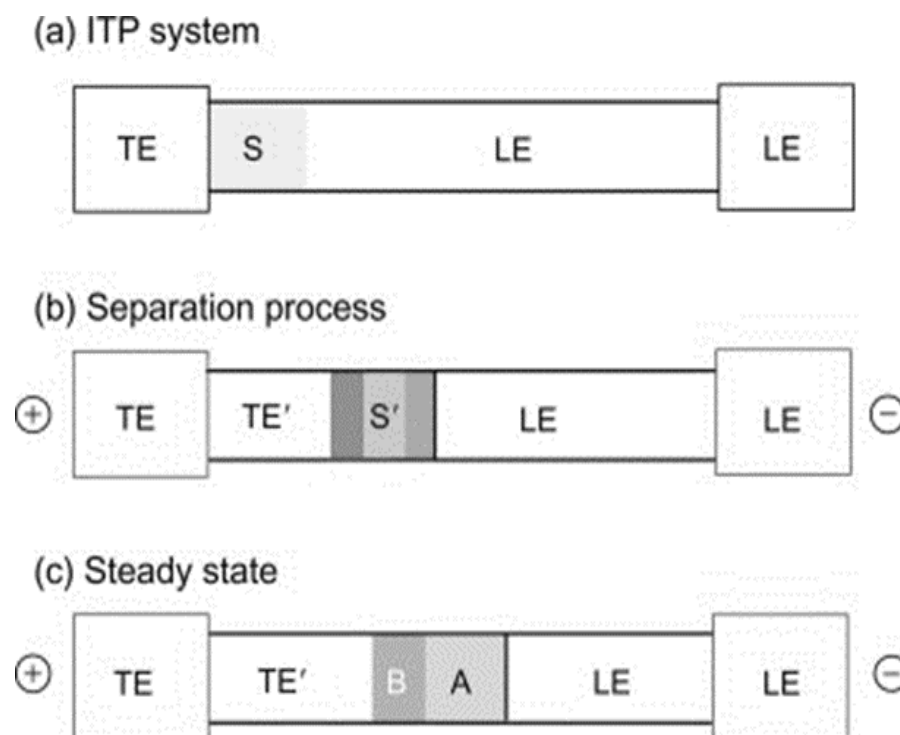 (a) ITP system
TE S LE LE
(b) Separation process
+ TE TE′ S′ LE LE −
(c) Steady state
+ TE TE′ B A LE LE −